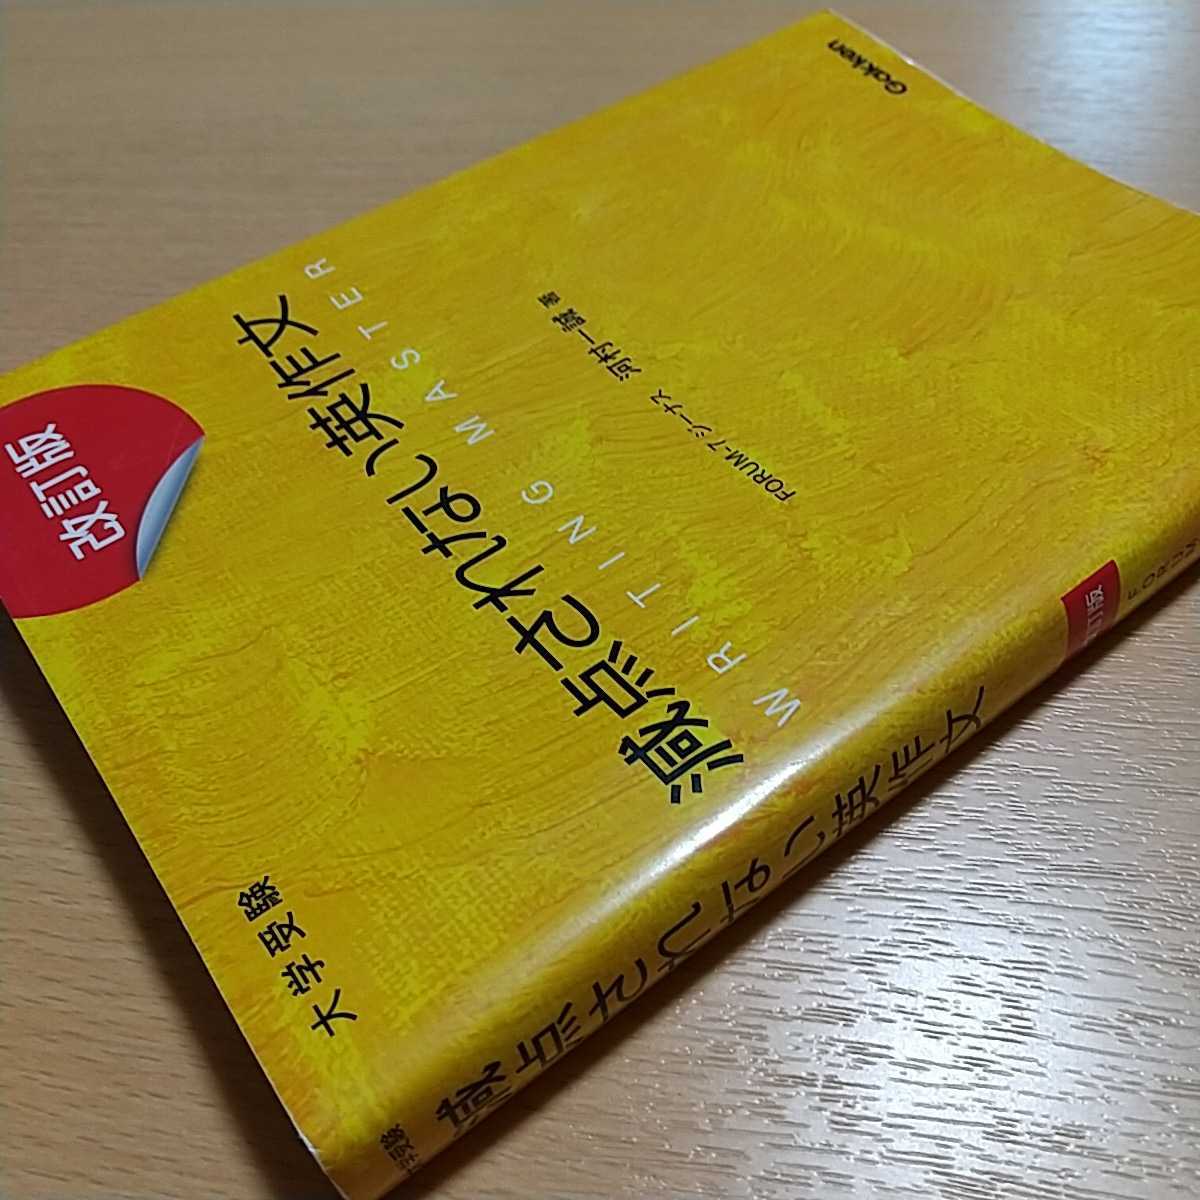 大学受験
改訂版
減点されない英作文
WRITING MASTER
FORUM-7 ジーナス 河村一誠 著
Gakken
大学受験
減点されない英作文
改訂版
FORUM